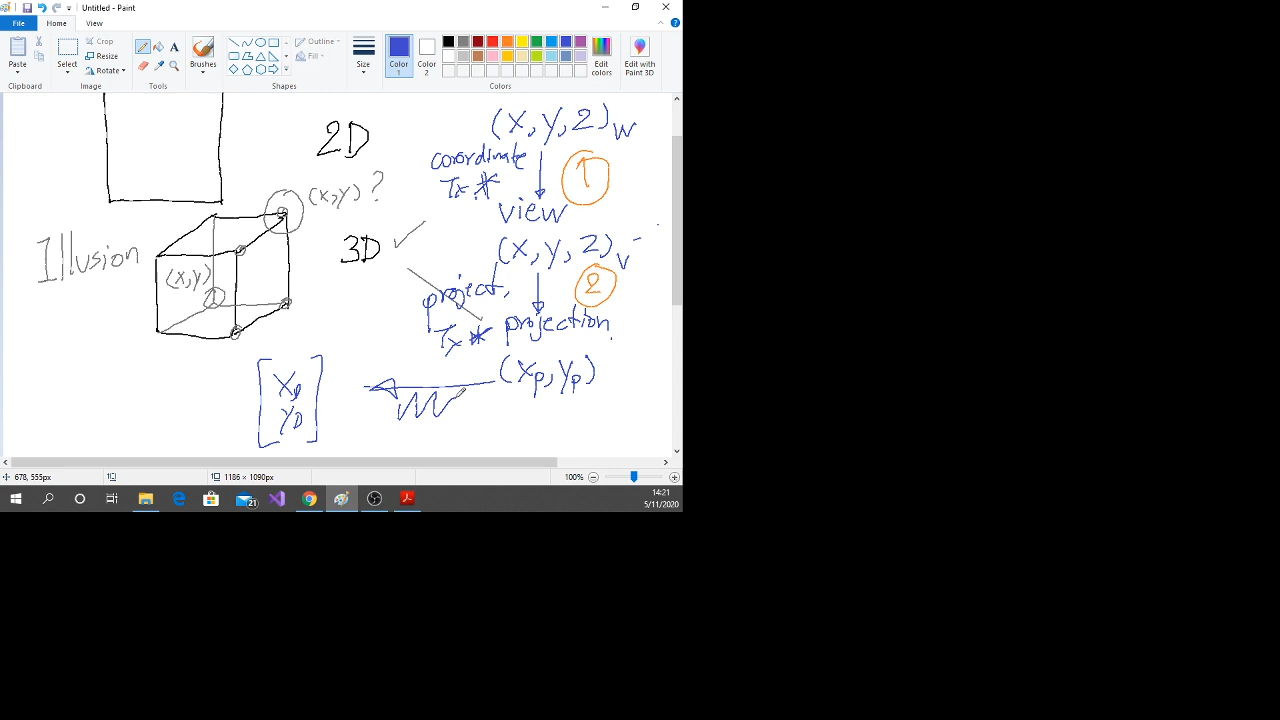 Untitled - Paint
File
Home
View
Paste
Clipboard
Select
Crop
Resize
Rotate
Image
Tools
Brushes
Shapes
Outline
Fill
Size
Color 1
Color 2
Edit colors
Edit with Paint 3D
Colors
2D
(x, y, z)w
coordinate
Tx *
1
view
(x, y) ?
Illusion
3D
(x, y)
(x, y, z)v
2
project,
projection
Tx *
(xp, yp)
[xp
yp]
678, 555px
1186 × 1090px
100%
21
14:21
5/11/2020